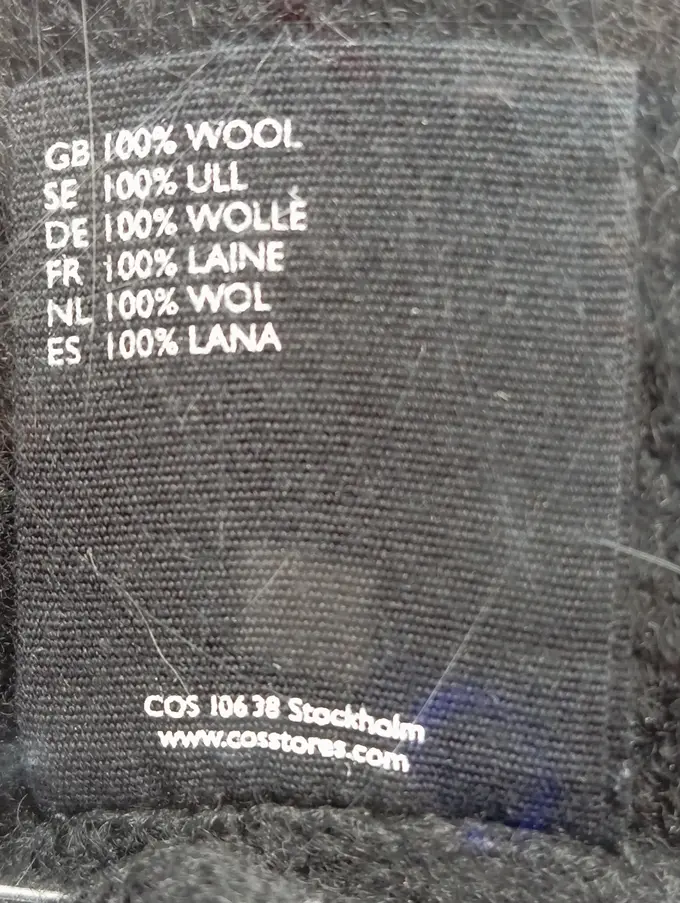 GB 100% WOOL
SE 100% ULL
DE 100% WOLLE
FR 100% LAINE
NL 100% WOL
ES 100% LANA
COS 106 38 Stockholm
www.cosstores.com